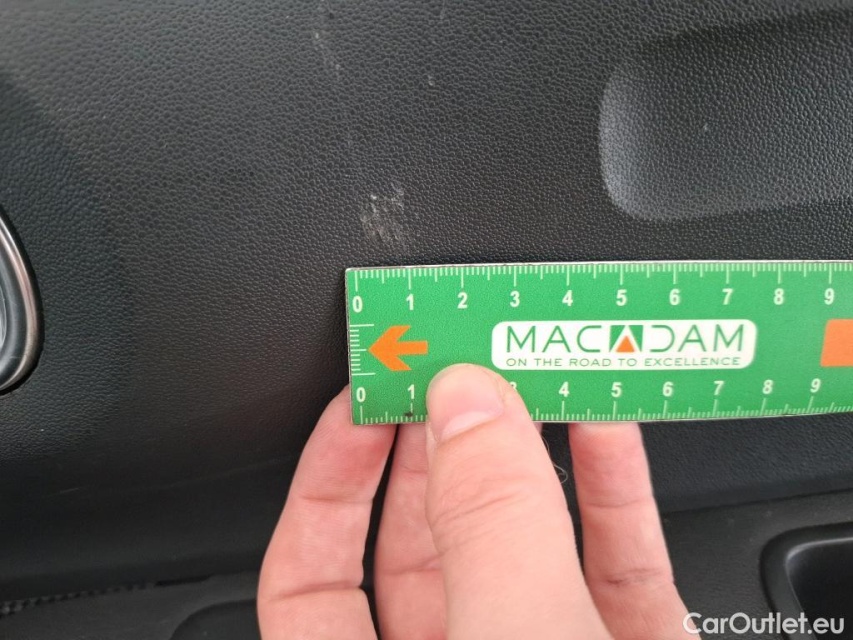 0 1 2 3 4 5 6 7 8 9
MACADAM
ON THE ROAD TO EXCELLENCE
0 1 3 4 5 6 7 8 9
CarOutlet.eu